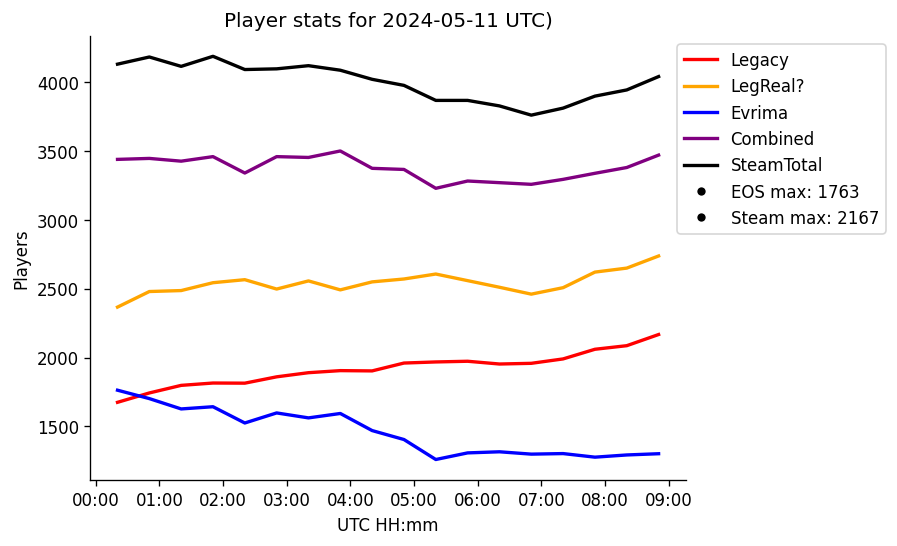 Player stats for 2024-05-11 UTC)
Legacy
LegReal?
Evrima
Combined
SteamTotal
EOS max: 1763
Steam max: 2167
Players
4000
3500
3000
2500
2000
1500
00:00 01:00 02:00 03:00 04:00 05:00 06:00 07:00 08:00 09:00
UTC HH:mm